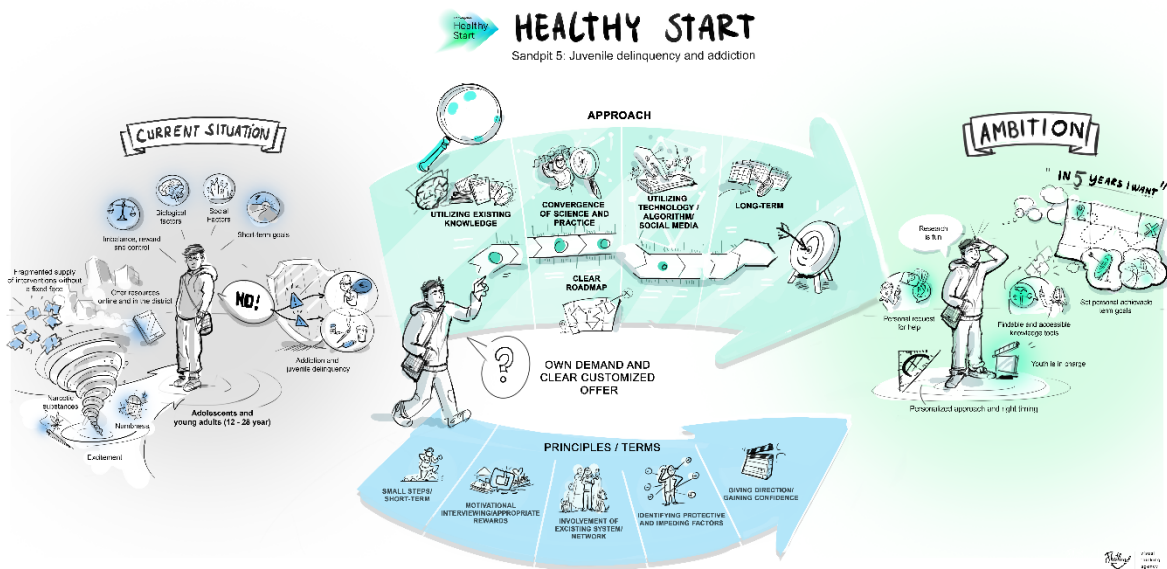 Healthy
Start
HEALTHY START
Sandpit 5: Juvenile delinquency and addiction
CURRENT SITUATION
Biological
factors
Social
Factors
Imbalance, reward
and control
Short-term goals
Fragmented supply
of interventions without
a fixed face
resources
online and in the district
NO!
Addiction and
juvenile delinquency
Narcotic
substances
Numbness
Excitement
Adolescents and
young adults (12 - 28 year)
APPROACH
UTILIZING EXISTING
KNOWLEDGE
CONVERGENCE
OF SCIENCE AND
PRACTICE
UTILIZING
TECHNOLOGY /
ALGORITHM/
SOCIAL MEDIA
LONG-TERM
CLEAR
ROADMAP
?
OWN DEMAND AND
CLEAR CUSTOMIZED
OFFER
PRINCIPLES / TERMS
SMALL STEPS/
SHORT-TERM
MOTIVATIONAL
INTERVIEWING/APPROPRIATE
REWARDS
INVOLVEMENT OF
EXCISTING SYSTEM/
NETWORK
IDENTIFYING PROTECTIVE
AND IMPEDING FACTORS
GIVING DIRECTION/
GAINING CONFIDENCE
AMBITION
"IN 5 YEARS I WANT"
Research
is fun
Personal request
for help
Findable and accessible
knowledge tools
Set personal achievable
term goals
Youth is in charge
Personalized approach and right timing
visual
thinking
agency